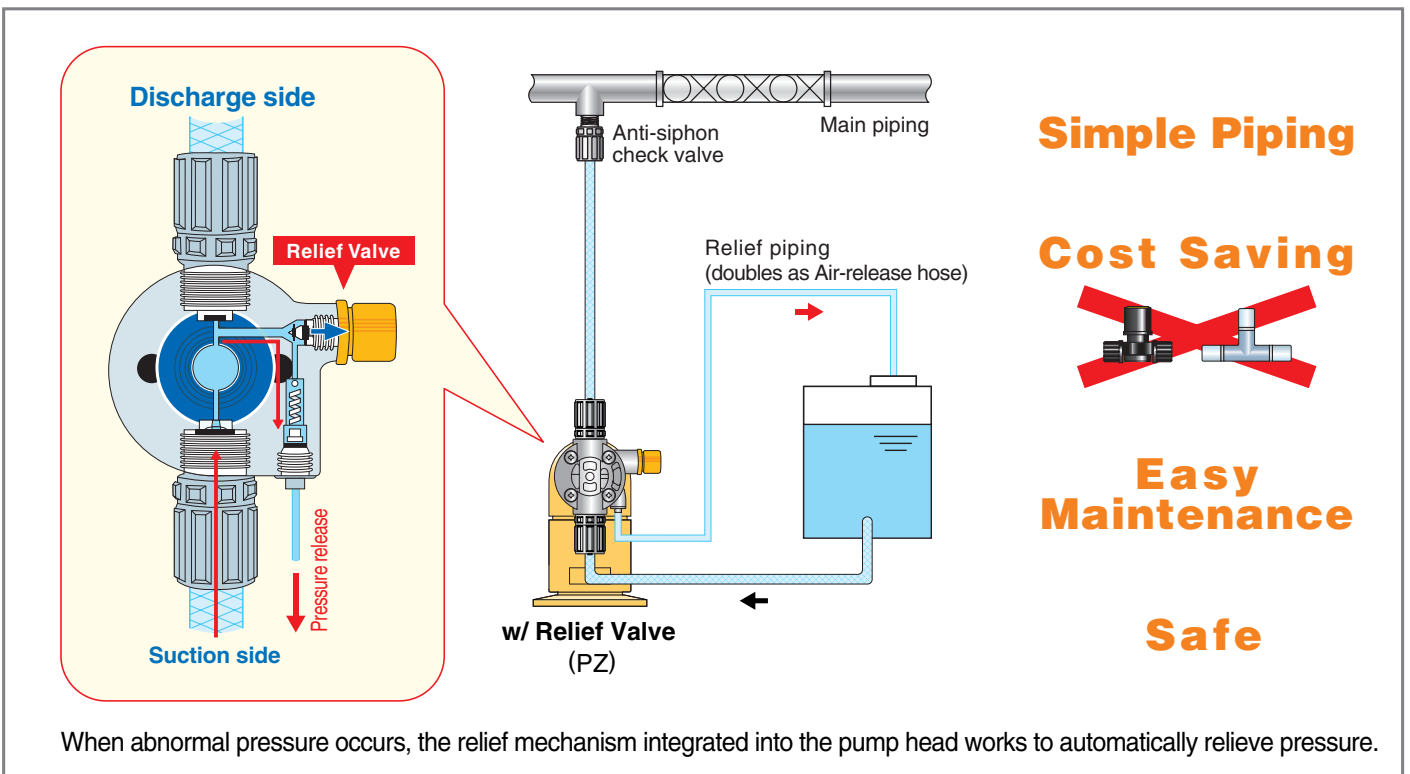 Discharge side
Relief Valve
Pressure release
Suction side
Anti-siphon
check valve
Main piping
Relief piping
(doubles as Air-release hose)
w/ Relief Valve
(PZ)
Simple Piping
Cost Saving
Easy
Maintenance
Safe
When abnormal pressure occurs, the relief mechanism integrated into the pump head works to automatically relieve pressure.